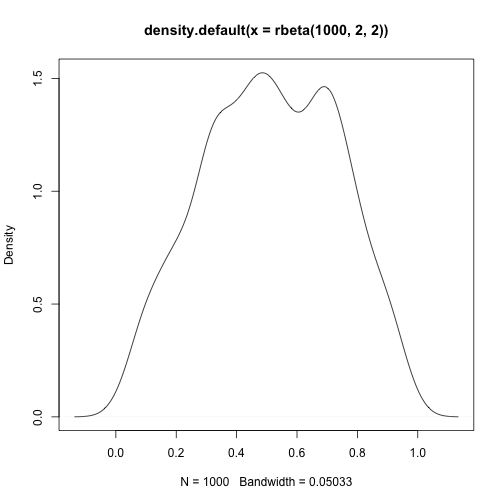 density.default(x = rbeta(1000, 2, 2))
Density
1.5
1.0
0.5
0.0
0.0 0.2 0.4 0.6 0.8 1.0
N = 1000 Bandwidth = 0.05033